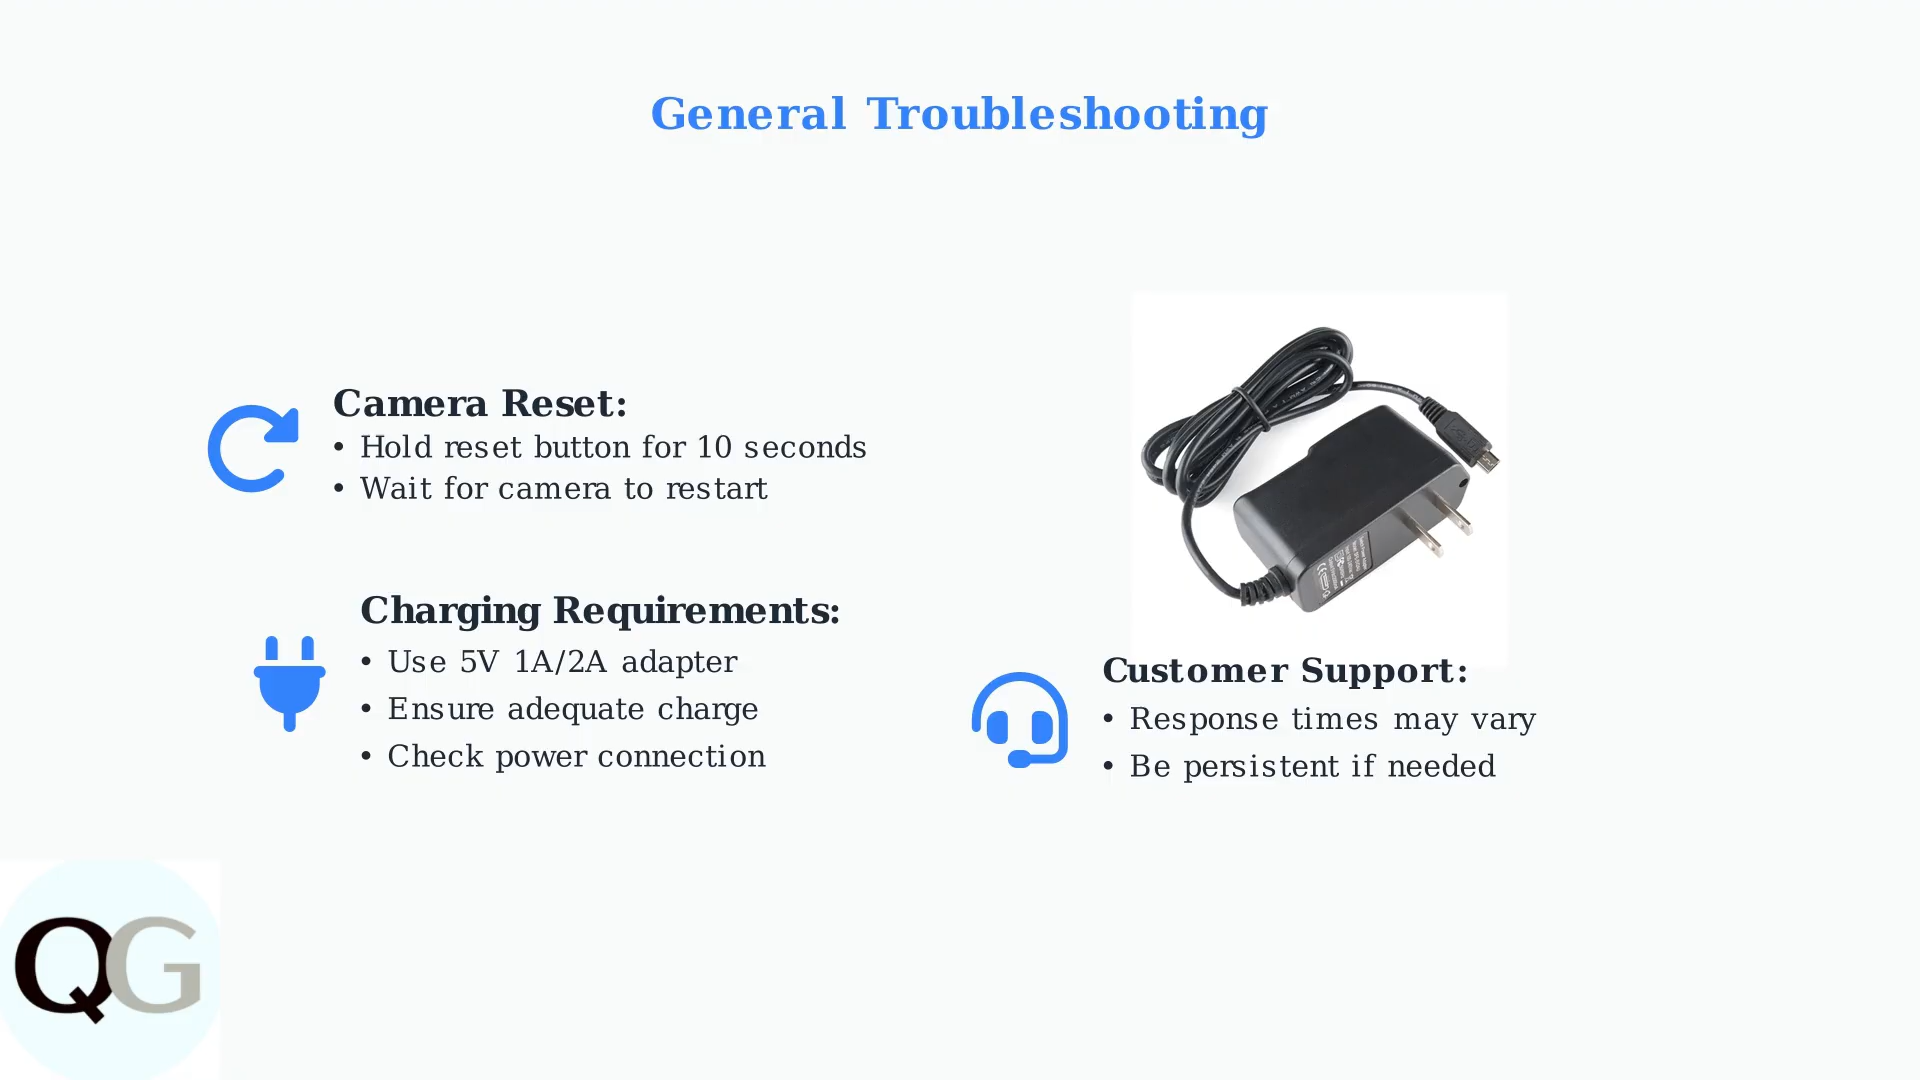 General Troubleshooting
Camera Reset:
• Hold reset button for 10 seconds
• Wait for camera to restart
Charging Requirements:
• Use 5V 1A/2A adapter
• Ensure adequate charge
• Check power connection
Customer Support:
• Response times may vary
• Be persistent if needed
QG